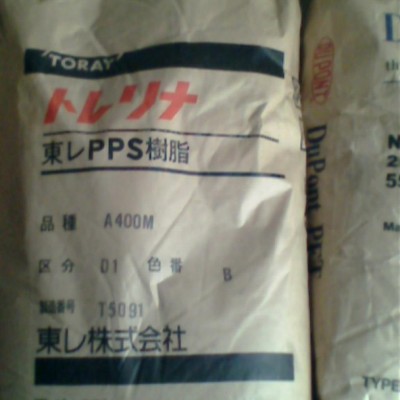 TORAY
トレリナ
東レPPS樹脂
品種 A400M
区分 01 色番 B
製造番号 T5091
東レ株式会社
DUPONT
DuPont PET
TYPE